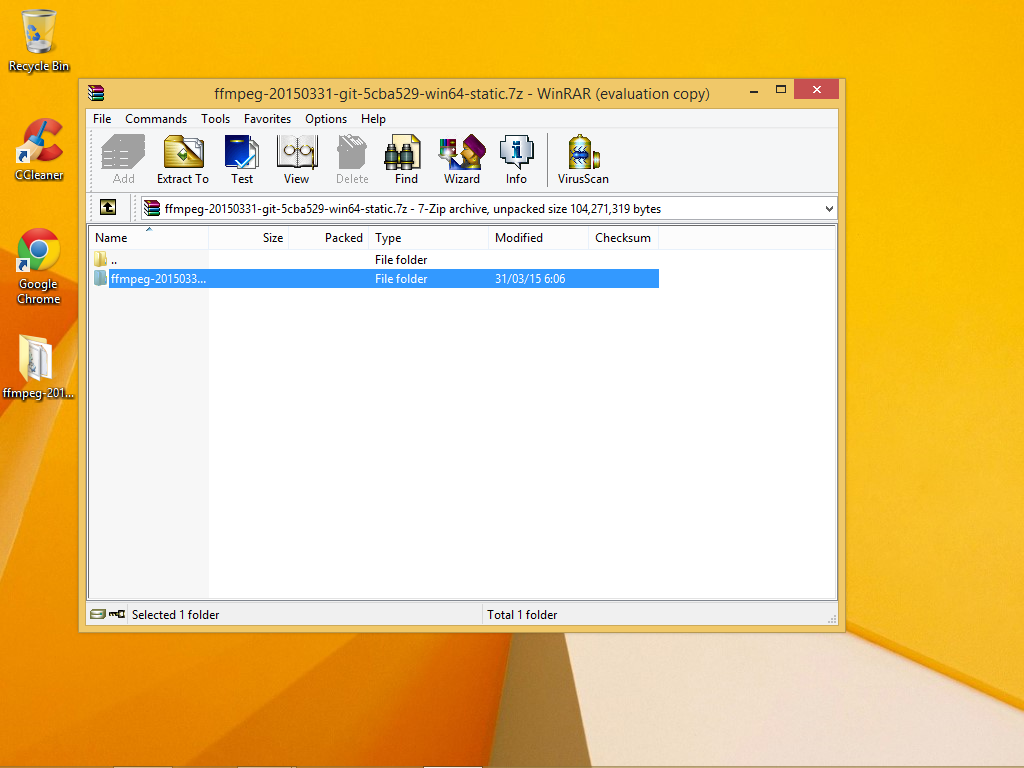 Recycle Bin
CCleaner
Google
Chrome
ffmpeg-201...
ffmpeg-20150331-git-5cba529-win64-static.7z - WinRAR (evaluation copy)
File Commands Tools Favorites Options Help
Add Extract To Test View Delete Find Wizard Info VirusScan
ffmpeg-20150331-git-5cba529-win64-static.7z - 7-Zip archive, unpacked size 104,271,319 bytes
Name Size Packed Type Modified Checksum
.. File folder
ffmpeg-2015033... File folder 31/03/15 6:06
Selected 1 folder Total 1 folder